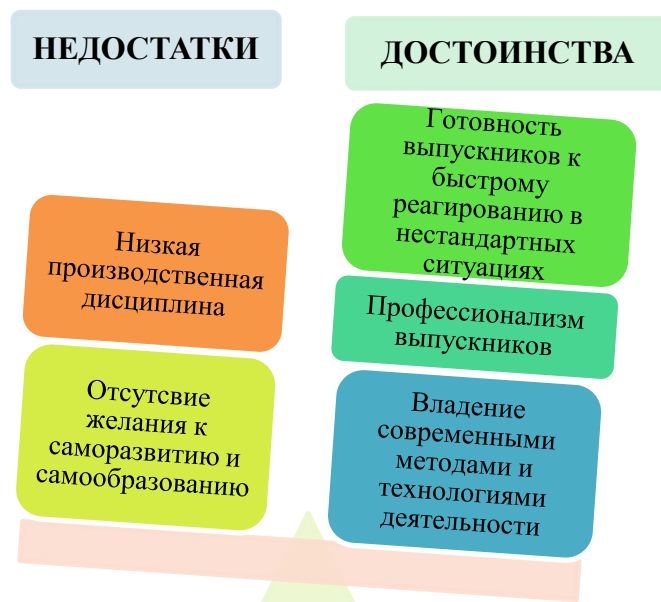 НЕДОСТАТКИ
Низкая
производственная
дисциплина
Отсутсвие
желания к
саморазвитию и
самообразованию
ДОСТОИНСТВА
Готовность
выпускников к
быстрому
реагированию в
нестандартных
ситуациях
Профессионализм
выпускников
Владение
современными
методами и
технологиями
деятельности